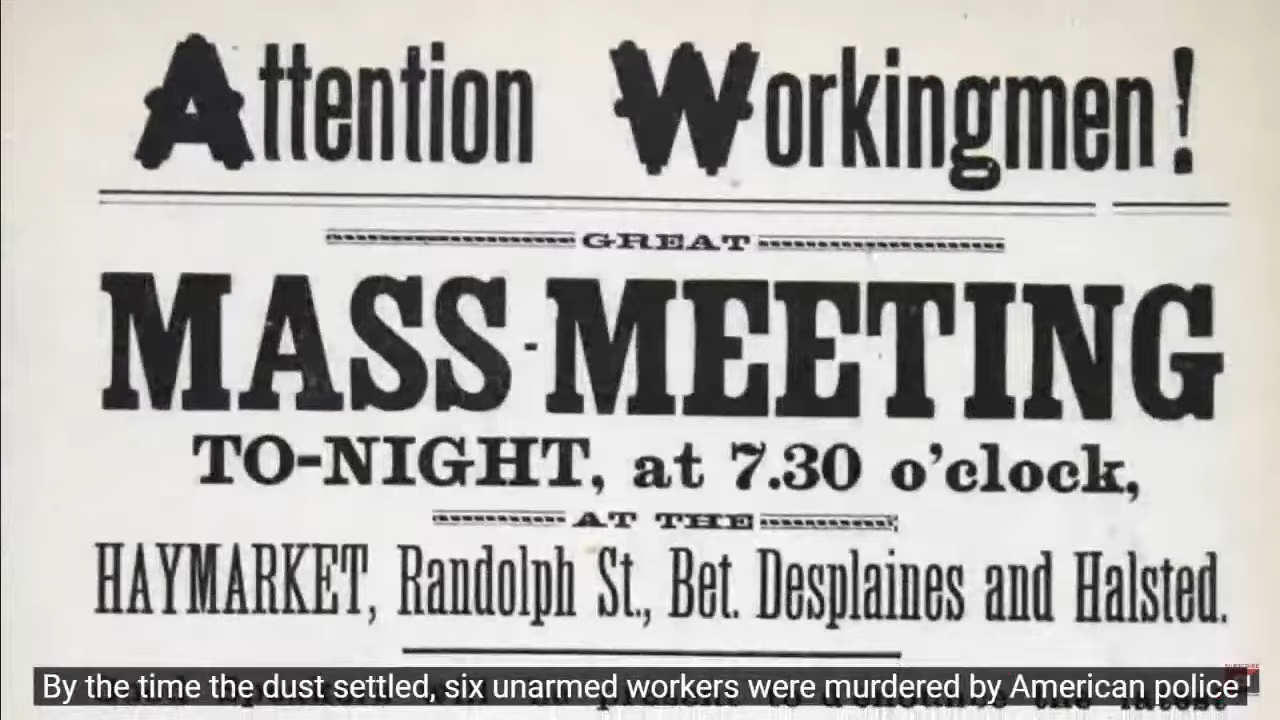 Attention Workingmen!
GREAT
MASS-MEETING
TO-NIGHT, at 7.30 o'clock,
AT THE
HAYMARKET, Randolph St., Bet. Desplaines and Halsted.
By the time the dust settled, six unarmed workers were murdered by American police
SUBSCRIBE